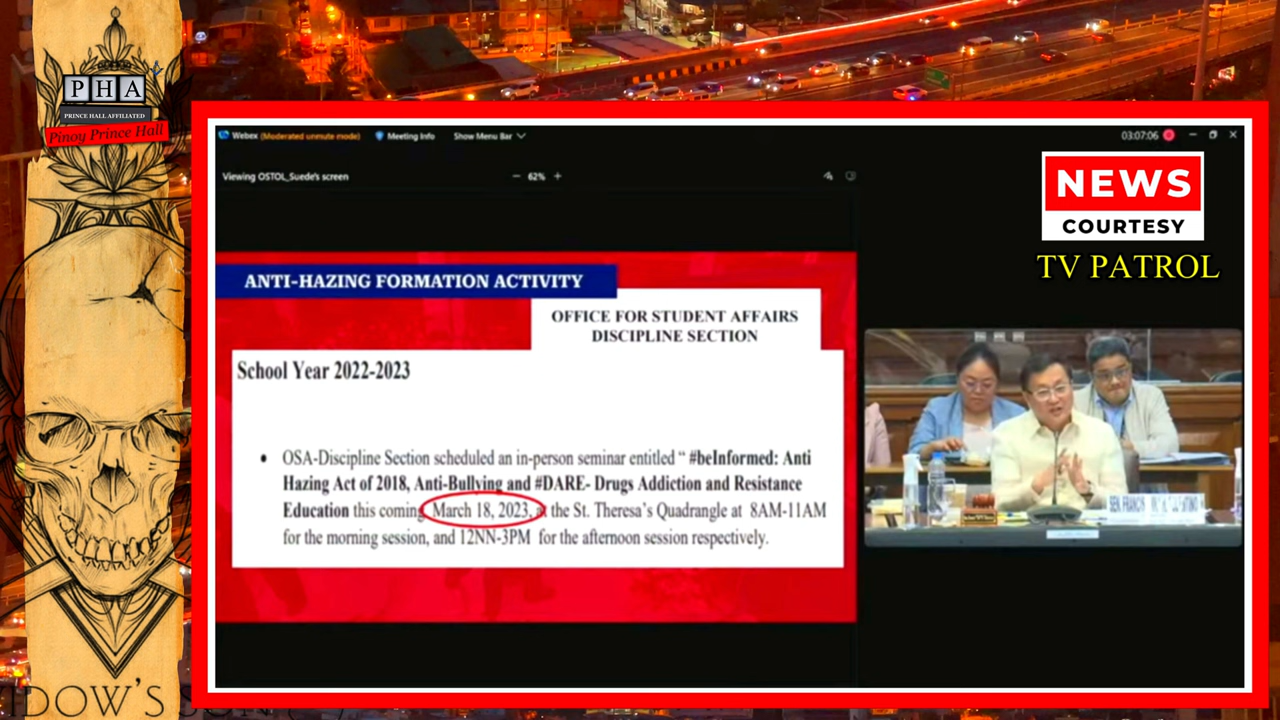 PHA
PRINCE HALL AFFILIATED
Pinoy Prince Hall
Webex (Moderated unmute mode) Meeting Info Show Menu Bar
03:07:06
Viewing OSTOL_Suede's screen
62%
NEWS
COURTESY
TV PATROL
ANTI-HAZING FORMATION ACTIVITY
OFFICE FOR STUDENT AFFAIRS
DISCIPLINE SECTION
School Year 2022-2023
• OSA-Discipline Section scheduled an in-person seminar entitled “ #beInformed: Anti
Hazing Act of 2018, Anti-Bullying and #DARE- Drugs Addiction and Resistance
Education this coming March 18, 2023, at the St. Theresa's Quadrangle at 8AM-11AM
for the morning session, and 12NN-3PM for the afternoon session respectively.
SEN. FRANCIS
IDOW'S